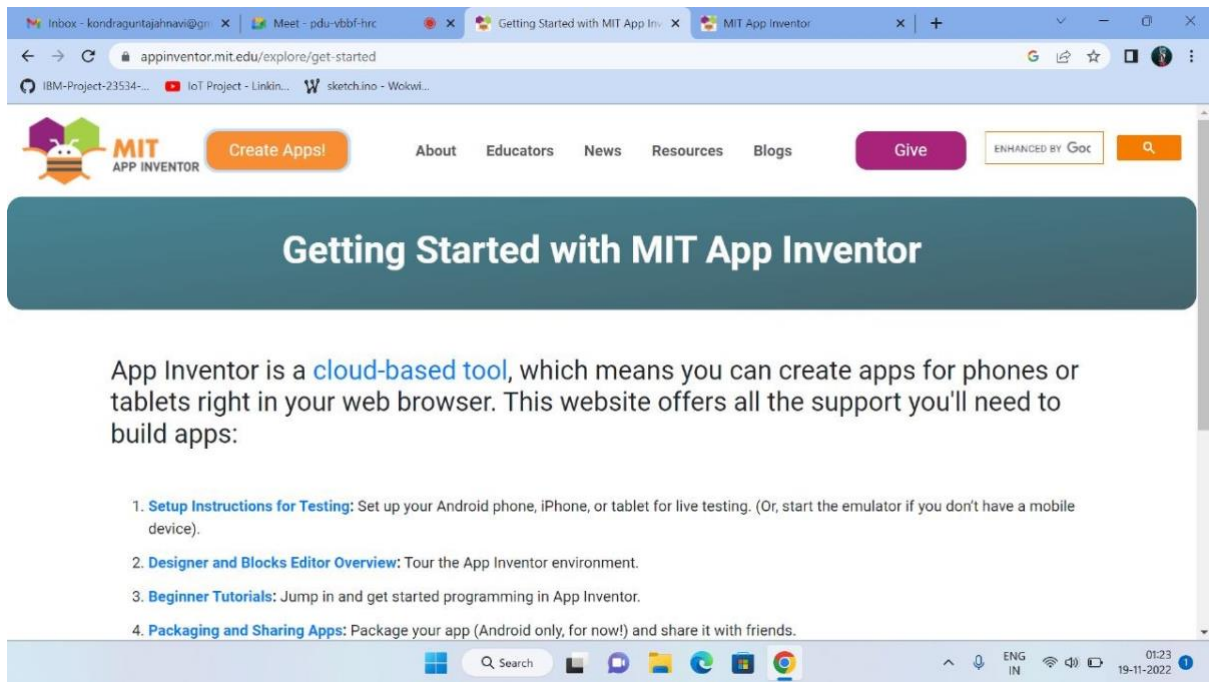 Inbox - kondraguntajahnavi@gm
Meet - pdu-vbbf-hrc
Getting Started with MIT App Inv
MIT App Inventor
appinventor.mit.edu/explore/get-started
IBM-Project-23534-...
IoT Project - Linkin...
sketch.ino - Wokwi...
MIT
APP INVENTOR
Create Apps!
About
Educators
News
Resources
Blogs
Give
ENHANCED BY Goc
Getting Started with MIT App Inventor
App Inventor is a cloud-based tool, which means you can create apps for phones or
tablets right in your web browser. This website offers all the support you'll need to
build apps:
1. Setup Instructions for Testing: Set up your Android phone, iPhone, or tablet for live testing. (Or, start the emulator if you don't have a mobile
device).
2. Designer and Blocks Editor Overview: Tour the App Inventor environment.
3. Beginner Tutorials: Jump in and get started programming in App Inventor.
4. Packaging and Sharing Apps: Package your app (Android only, for now!) and share it with friends.
Search
ENG
IN
01:23
19-11-2022
1